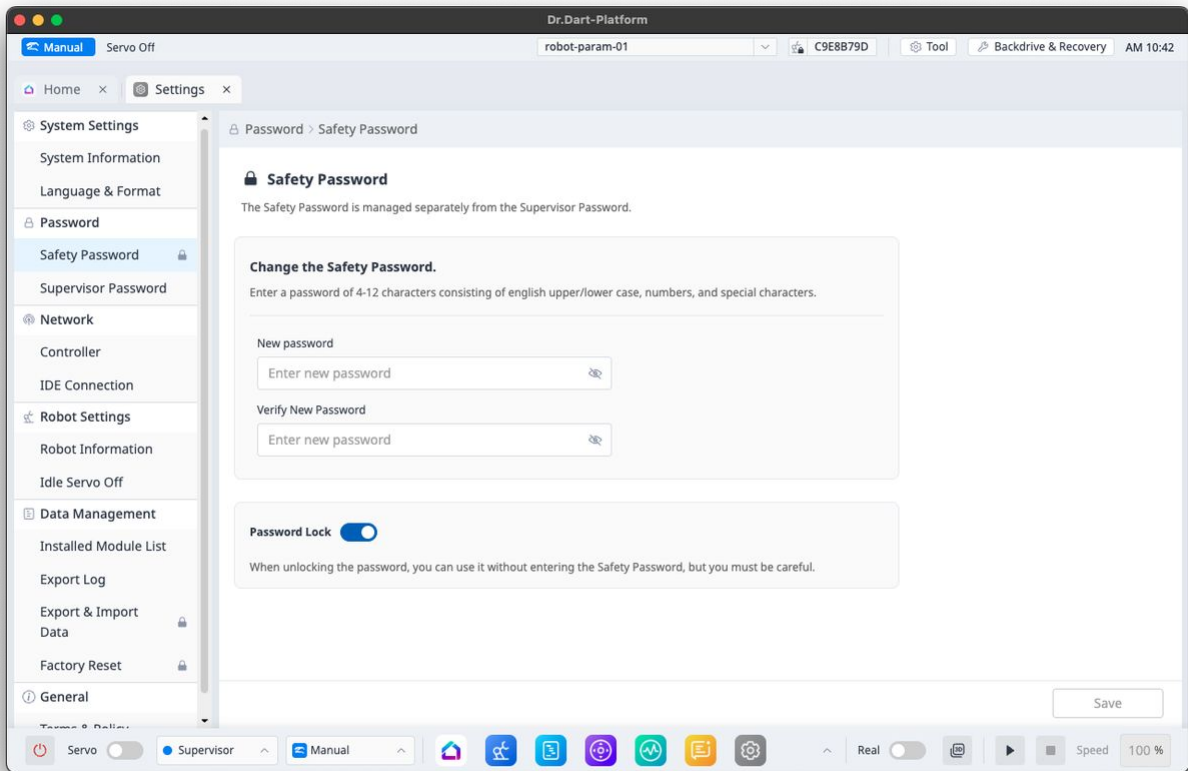 Dr.Dart-Platform
Manual Servo Off robot-param-01 C9E8B79D Tool Backdrive & Recovery AM 10:42
Home Settings
System Settings
System Information
Language & Format
Password
Safety Password
Supervisor Password
Network
Controller
IDE Connection
Robot Settings
Robot Information
Idle Servo Off
Data Management
Installed Module List
Export Log
Export & Import
Data
Factory Reset
General
Terms & Policy
Password > Safety Password
Safety Password
The Safety Password is managed separately from the Supervisor Password.
Change the Safety Password.
Enter a password of 4-12 characters consisting of english upper/lower case, numbers, and special characters.
New password
Enter new password
Verify New Password
Enter new password
Password Lock
When unlocking the password, you can use it without entering the Safety Password, but you must be careful.
Save
Servo Supervisor Manual Real 3D Speed 100 %